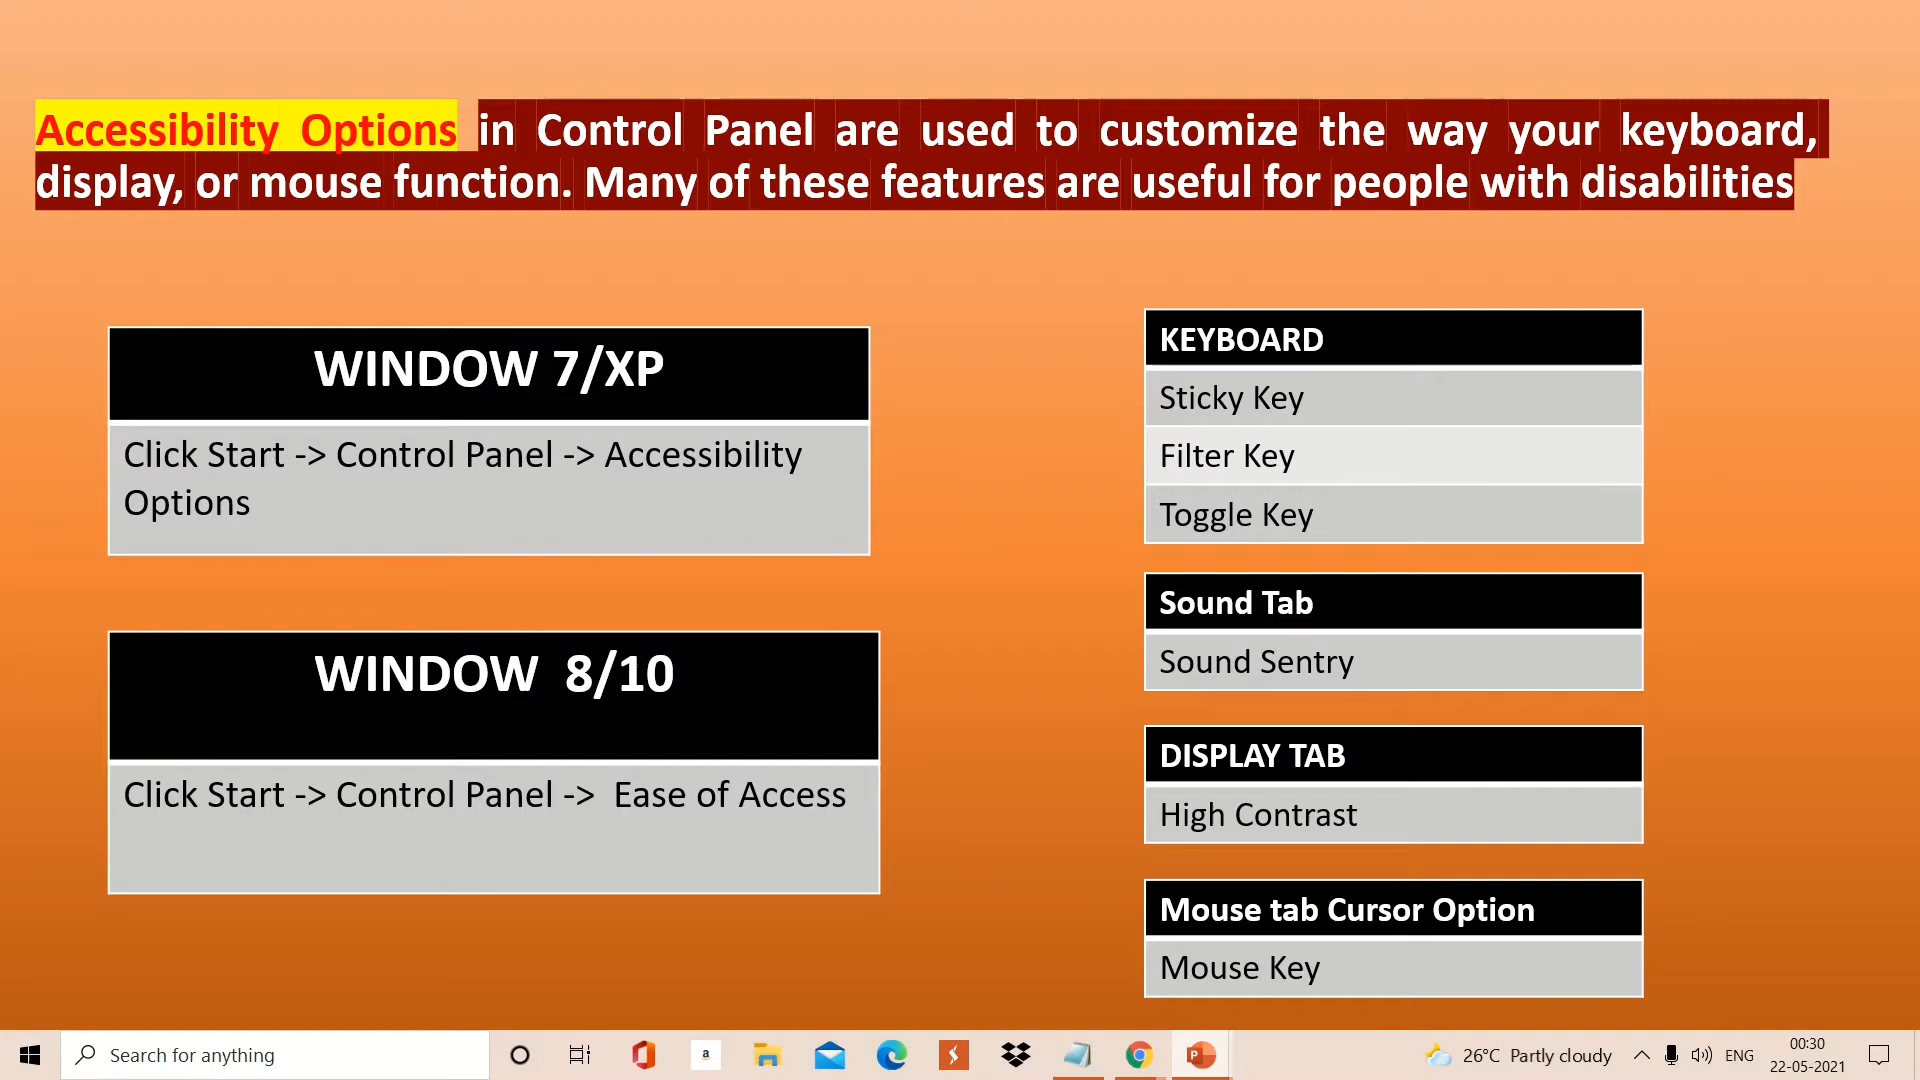 Accessibility Options in Control Panel are used to customize the way your keyboard,
display, or mouse function. Many of these features are useful for people with disabilities
WINDOW 7/XP
Click Start -> Control Panel -> Accessibility
Options
WINDOW 8/10
Click Start -> Control Panel -> Ease of Access
KEYBOARD
Sticky Key
Filter Key
Toggle Key
Sound Tab
Sound Sentry
DISPLAY TAB
High Contrast
Mouse tab Cursor Option
Mouse Key
Search for anything
a
26°C Partly cloudy
ENG
00:30
22-05-2021